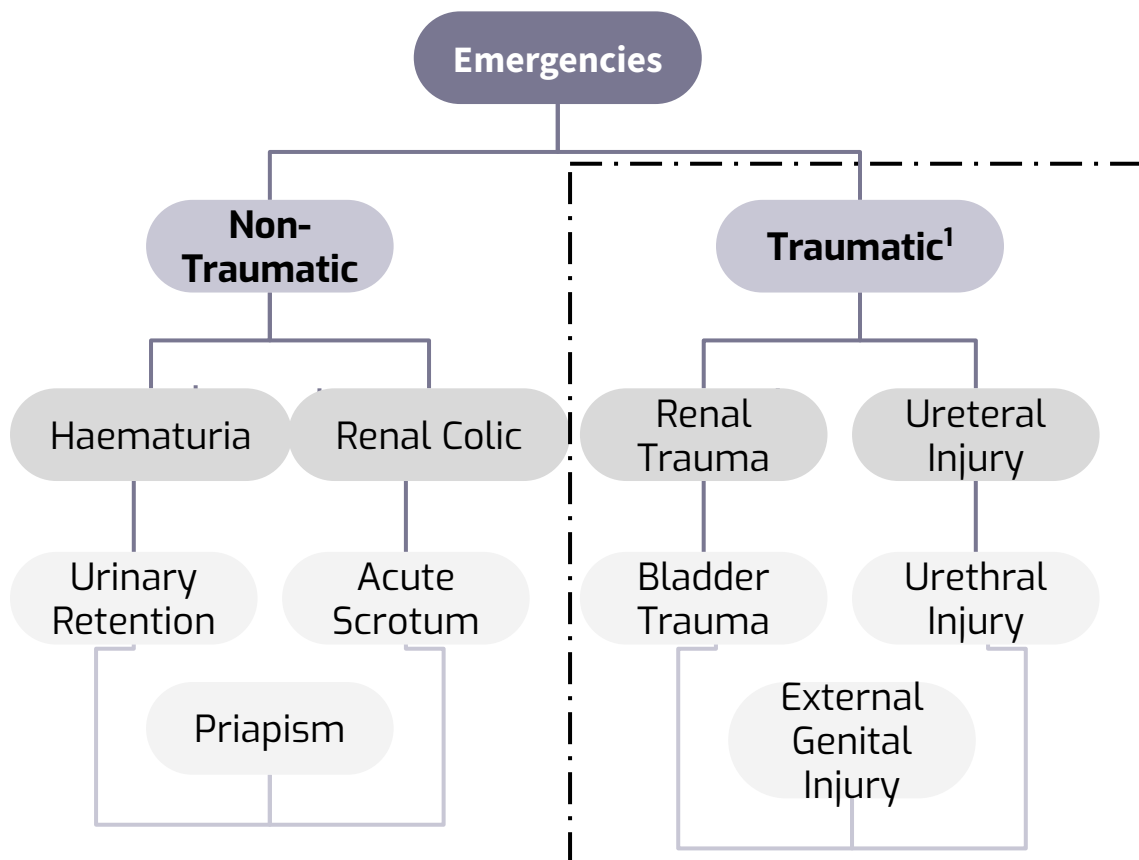 Emergencies
Non-
Traumatic
Traumatic¹
Haematuria
Renal Colic
Renal
Trauma
Ureteral
Injury
Urinary
Retention
Acute
Scrotum
Bladder
Trauma
Urethral
Injury
Priapism
External
Genital
Injury